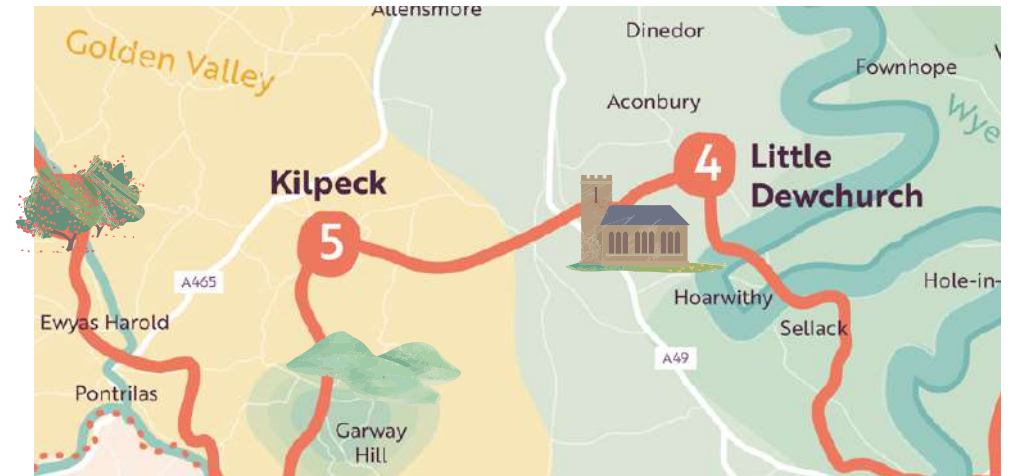 Allensmore
Golden Valley
Dinedor
Fownhope
Aconbury
Wye
4
Little
Dewchurch
Kilpeck
5
A465
Hole-in-
Hoarwithy
Ewyas Harold
Sellack
A49
Pontrilas
Garway
Hill